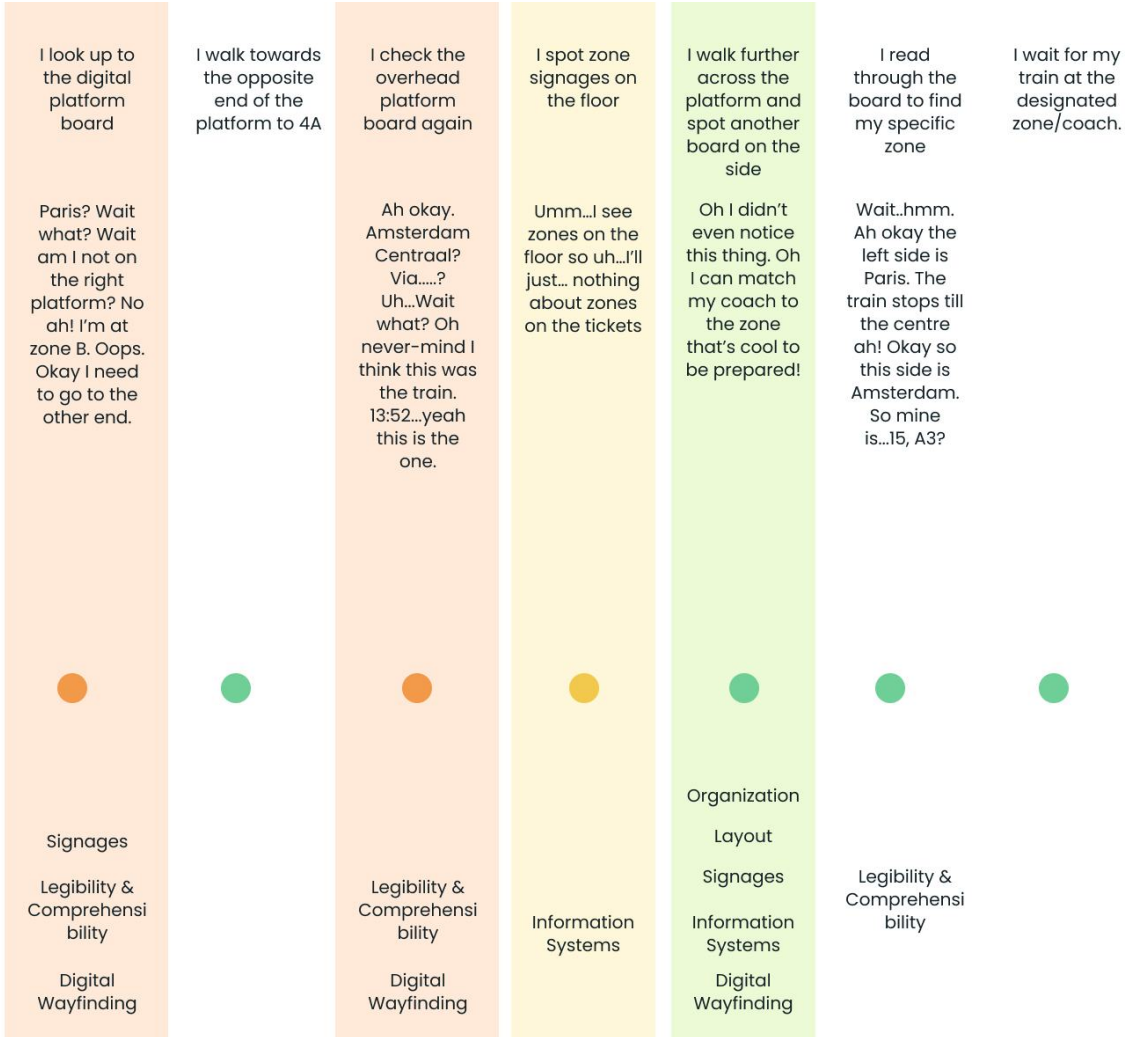 I look up to
the digital
platform
board
I walk towards
the opposite
end of the
platform to 4A
I check the
overhead
platform
board again
I spot zone
signages on
the floor
I walk further
across the
platform and
spot another
board on the
side
I read
through the
board to find
my specific
zone
I wait for my
train at the
designated
zone/coach.
Paris? Wait
what? Wait
am I not on
the right
platform? No
ah! I'm at
zone B. Oops.
Okay I need
to go to the
other end.
Ah okay.
Amsterdam
Centraal?
Via.....?
Uh...Wait
what? Oh
never-mind I
think this was
the train.
13:52...yeah
this is the
one.
Umm...I see
zones on the
floor so uh...I'll
just... nothing
about zones
on the tickets
Oh I didn't
even notice
this thing. Oh
I can match
my coach to
the zone
that's cool to
be prepared!
Wait..hmm.
Ah okay the
left side is
Paris. The
train stops till
the centre
ah! Okay so
this side is
Amsterdam.
So mine
is...15, A3?
Signages
Legibility &
Comprehensi
bility
Digital
Wayfinding
Legibility &
Comprehensi
bility
Digital
Wayfinding
Information
Systems
Organization
Layout
Signages
Information
Systems
Digital
Wayfinding
Legibility &
Comprehensi
bility